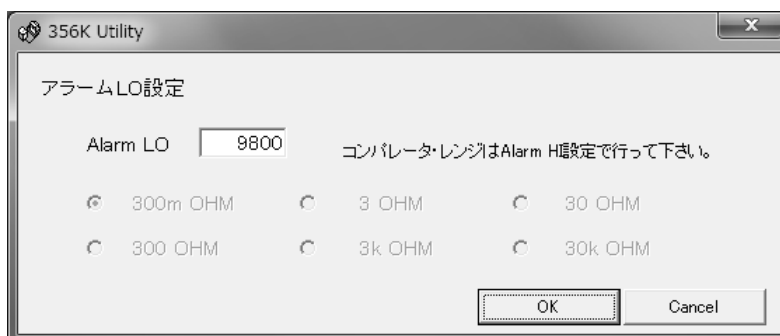 356K Utility
アラームLO設定
Alarm LO 9800 コンパレータ・レンジはAlarm HI設定で行って下さい。
300m OHM 3 OHM 30 OHM
300 OHM 3k OHM 30k OHM
OK Cancel